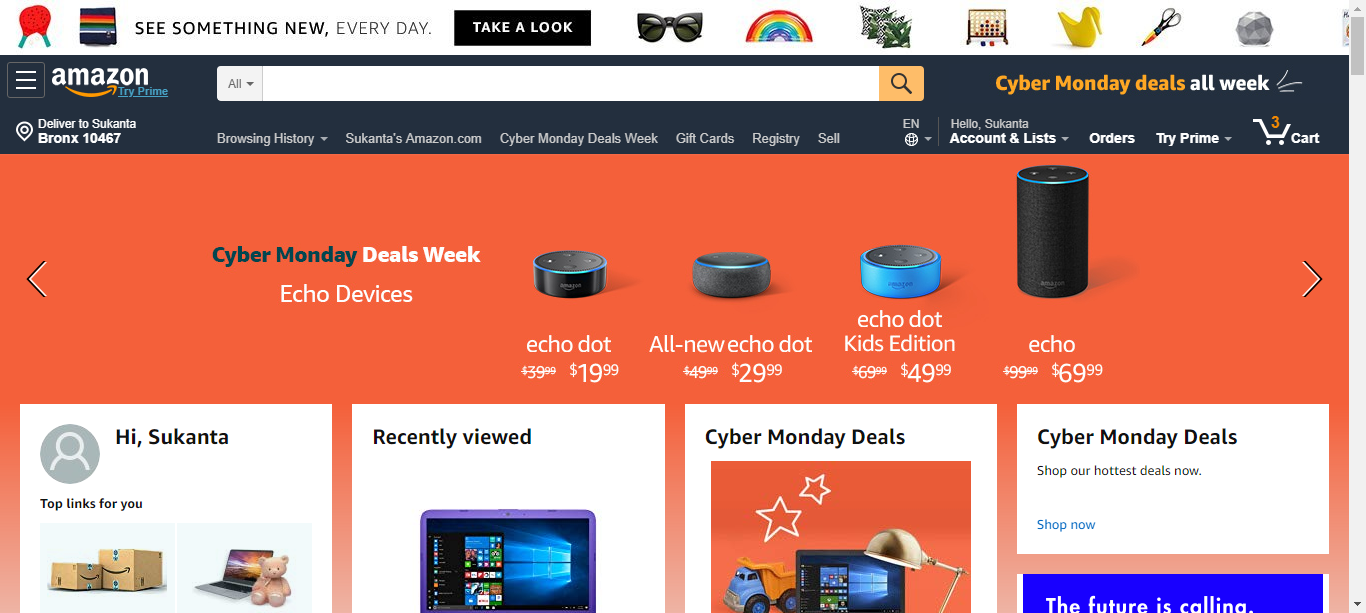 SEE SOMETHING NEW, EVERY DAY.
TAKE A LOOK
amazon
Try Prime
All
Cyber Monday deals all week
Deliver to Sukanta
Bronx 10467
Browsing History
Sukanta's Amazon.com
Cyber Monday Deals Week
Gift Cards
Registry
Sell
EN
Hello, Sukanta
Account & Lists
Orders
Try Prime
3
Cart
Cyber Monday Deals Week
Echo Devices
echo dot
$39.99 $19.99
All-new echo dot
$49.99 $29.99
echo dot
Kids Edition
$69.99 $49.99
echo
$99.99 $69.99
Hi, Sukanta
Top links for you
Recently viewed
Cyber Monday Deals
Cyber Monday Deals
Shop our hottest deals now.
Shop now
The future is calling.